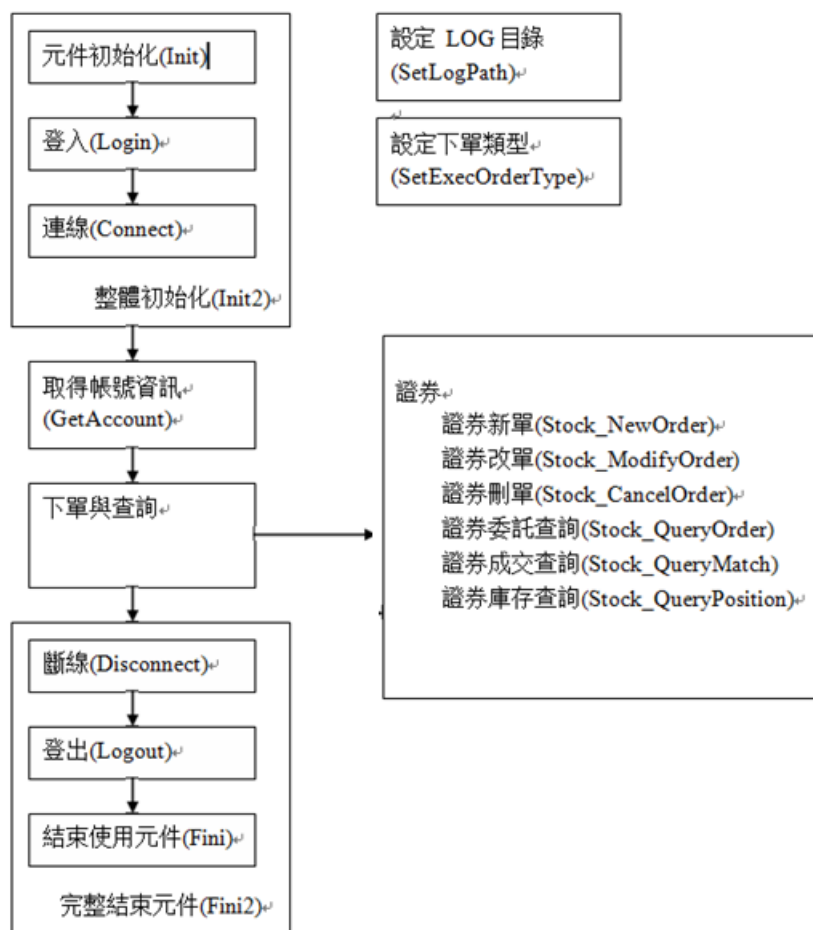 元件初始化(Init)
登入(Login)
連線(Connect)
整體初始化(Init2)
設定 LOG 目錄
(SetLogPath)
設定下單類型
(SetExecOrderType)
取得帳號資訊
(GetAccount)
下單與查詢
證券
證券新單(Stock_NewOrder)
證券改單(Stock_ModifyOrder)
證券刪單(Stock_CancelOrder)
證券委託查詢(Stock_QueryOrder)
證券成交查詢(Stock_QueryMatch)
證券庫存查詢(Stock_QueryPosition)
斷線(Disconnect)
登出(Logout)
結束使用元件(Fini)
完整結束元件(Fini2)